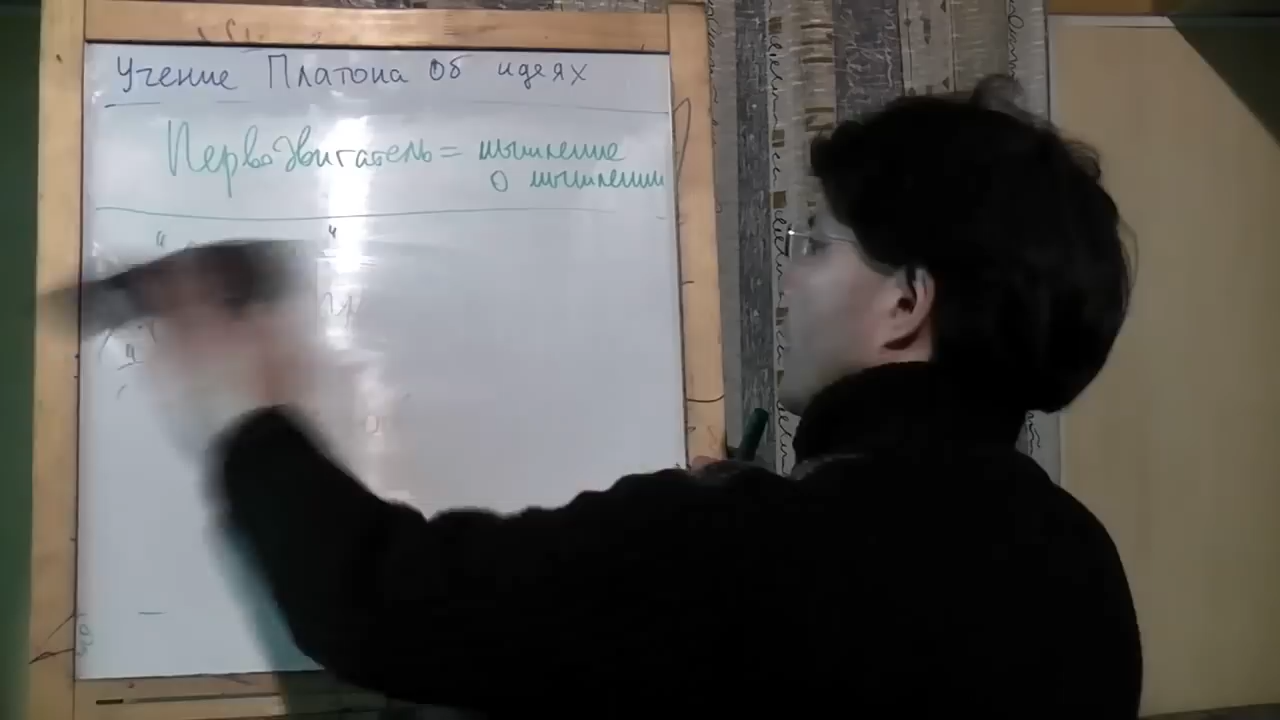 Учение Платона об идеях
Перводвигатель = мышление
о мышлении